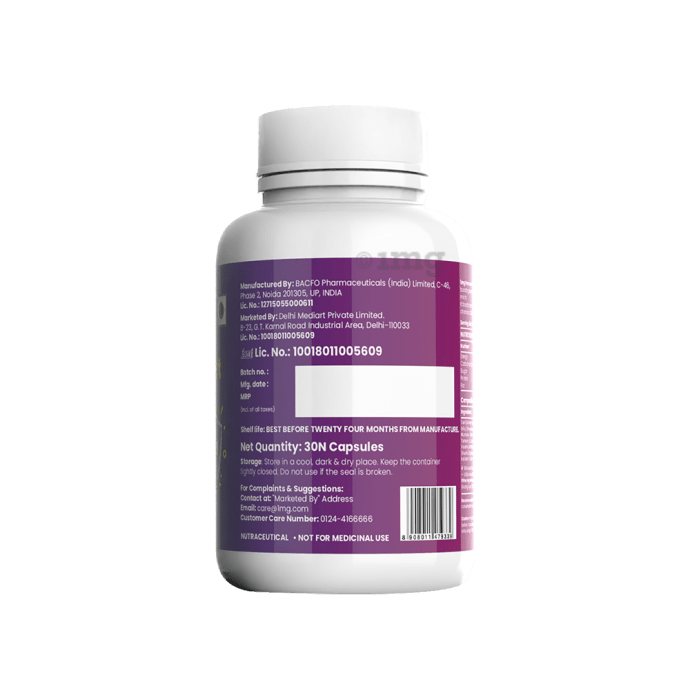 1mg
Manufactured By: BACFO Pharmaceuticals (India) Limited, C-46,
Phase 2, Noida 201305, UP, INDIA
Lic. No.: 12715055000611
Marketed By: Delhi Mediart Private Limited.
B-23, G.T. Karnal Road Industrial Area, Delhi-110033
Lic. No.: 10018011005609
fssai Lic. No.: 10018011005609
Batch no. :
Mfg. date :
MRP
(Incl. of all taxes)
Shelf life: BEST BEFORE TWENTY FOUR MONTHS FROM MANUFACTURE.
Net Quantity: 30N Capsules
Storage: Store in a cool, dark & dry place. Keep the container
tightly closed. Do not use if the seal is broken.
For Complaints & Suggestions:
Contact at: "Marketed By" Address
Email: care@1mg.com
Customer Care Number: 0124-4166666
NUTRACEUTICAL • NOT FOR MEDICINAL USE